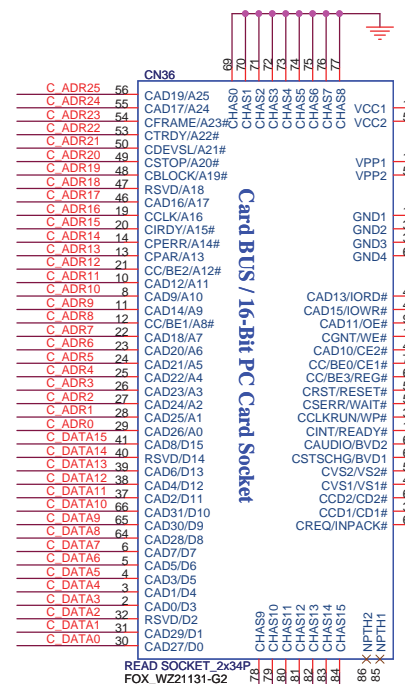 69 70 71 72 73 74 75 76 77
CN36
CHAS0 CHAS1 CHAS2 CHAS3 CHAS4 CHAS5 CHAS6 CHAS7 CHAS8
C_ADR25 56 CAD19/A25
C_ADR24 55 CAD17/A24 VCC1
C_ADR23 54 CFRAME/A23# VCC2
C_ADR22 53 CTRDY/A22#
C_ADR21 50 CDEVSL/A21#
C_ADR20 49 CSTOP/A20# VPP1
C_ADR19 48 CBLOCK/A19# VPP2
C_ADR18 47 RSVD/A18
C_ADR17 46 CAD16/A17
C_ADR16 19 CCLK/A16 GND1
C_ADR15 20 CIRDY/A15# GND2
C_ADR14 14 CPERR/A14# GND3
C_ADR13 13 CPAR/A13 GND4
C_ADR12 21 CC/BE2/A12#
C_ADR11 10 CAD12/A11
C_ADR10 8 CAD9/A10 CAD13/IORD#
C_ADR9 11 CAD14/A9 CAD15/IOWR#
C_ADR8 12 CC/BE1/A8# CAD11/OE#
C_ADR7 22 CAD18/A7 CGNT/WE#
C_ADR6 23 CAD20/A6 CAD10/CE2#
C_ADR5 24 CAD21/A5 CC/BE0/CE1#
C_ADR4 25 CAD22/A4 CC/BE3/REG#
C_ADR3 26 CAD23/A3 CRST/RESET#
C_ADR2 27 CAD24/A2 CSERR/WAIT#
C_ADR1 28 CAD25/A1 CCLKRUN/WP#
C_ADR0 29 CAD26/A0 CINT/READY#
C_DATA15 41 CAD8/D15 CAUDIO/BVD2
C_DATA14 40 RSVD/D14 CSTSCHG/BVD1
C_DATA13 39 CAD6/D13 CVS2/VS2#
C_DATA12 38 CAD4/D12 CVS1/VS1#
C_DATA11 37 CAD2/D11 CCD2/CD2#
C_DATA10 66 CAD31/D10 CCD1/CD1#
C_DATA9 65 CAD30/D9 CREQ/INPACK#
C_DATA8 64 CAD28/D8
C_DATA7 6 CAD7/D7
C_DATA6 5 CAD5/D6
C_DATA5 4 CAD3/D5
C_DATA4 3 CAD1/D4
C_DATA3 2 CAD0/D3
C_DATA2 32 RSVD/D2
C_DATA1 31 CAD29/D1
C_DATA0 30 CAD27/D0
Card BUS / 16-Bit PC Card Socket
CHAS9 CHAS10 CHAS11 CHAS12 CHAS13 CHAS14 CHAS15 NPTH2 NPTH1
78 79 80 81 82 83 84 86 85
READ SOCKET_2x34P
FOX_WZ21131-G2